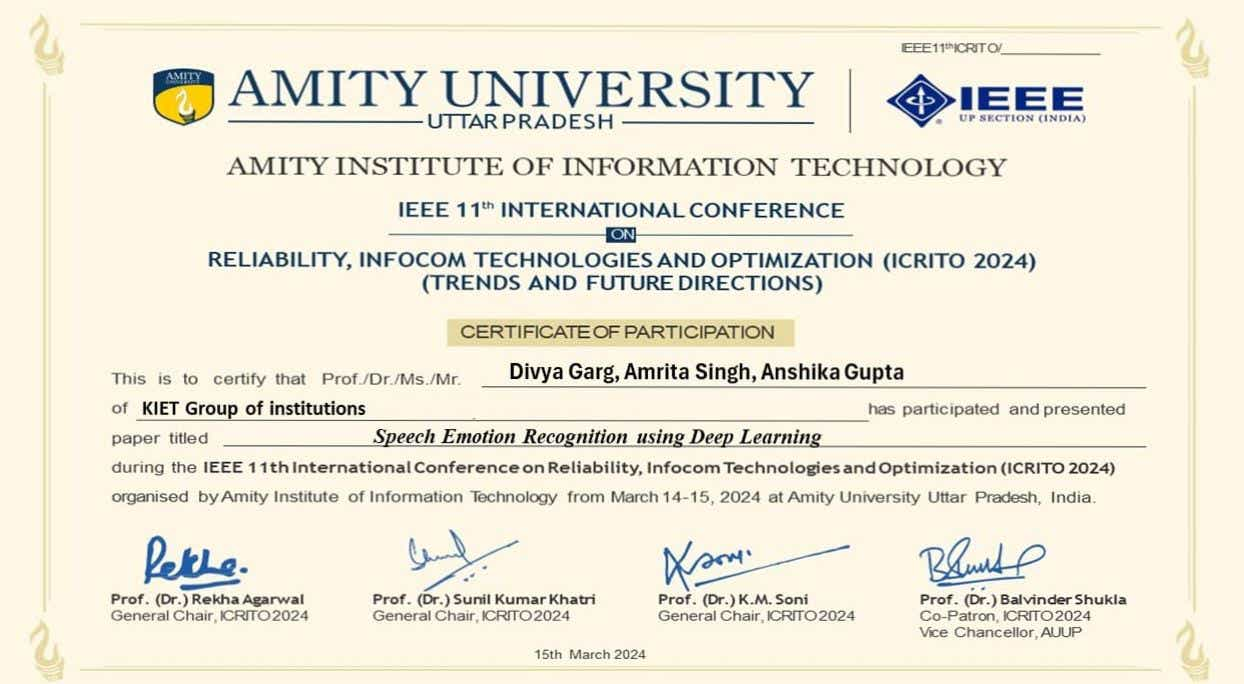 IEEE11thICRITO/__________
AMITY UNIVERSITY
AMITY UNIVERSITY
UTTAR PRADESH
IEEE
UP SECTION (INDIA)
AMITY INSTITUTE OF INFORMATION TECHNOLOGY
IEEE 11th INTERNATIONAL CONFERENCE
ON
RELIABILITY, INFOCOM TECHNOLOGIES AND OPTIMIZATION (ICRITO 2024)
(TRENDS AND FUTURE DIRECTIONS)
CERTIFICATE OF PARTICIPATION
This is to certify that Prof./Dr./Ms./Mr. Divya Garg, Amrita Singh, Anshika Gupta
of KIET Group of institutions has participated and presented
paper titled Speech Emotion Recognition using Deep Learning
during the IEEE 11th International Conference on Reliability, Infocom Technologies and Optimization (ICRITO 2024)
organised by Amity Institute of Information Technology from March 14-15, 2024 at Amity University Uttar Pradesh, India.
Rekha. Ksoni.
Prof. (Dr.) Rekha Agarwal Prof. (Dr.) Sunil Kumar Khatri Prof. (Dr.) K.M. Soni Prof. (Dr.) Balvinder Shukla
General Chair, ICRITO 2024 General Chair, ICRITO 2024 General Chair, ICRITO 2024 Co-Patron, ICRITO 2024
Vice Chancellor, AUUP
15th March 2024